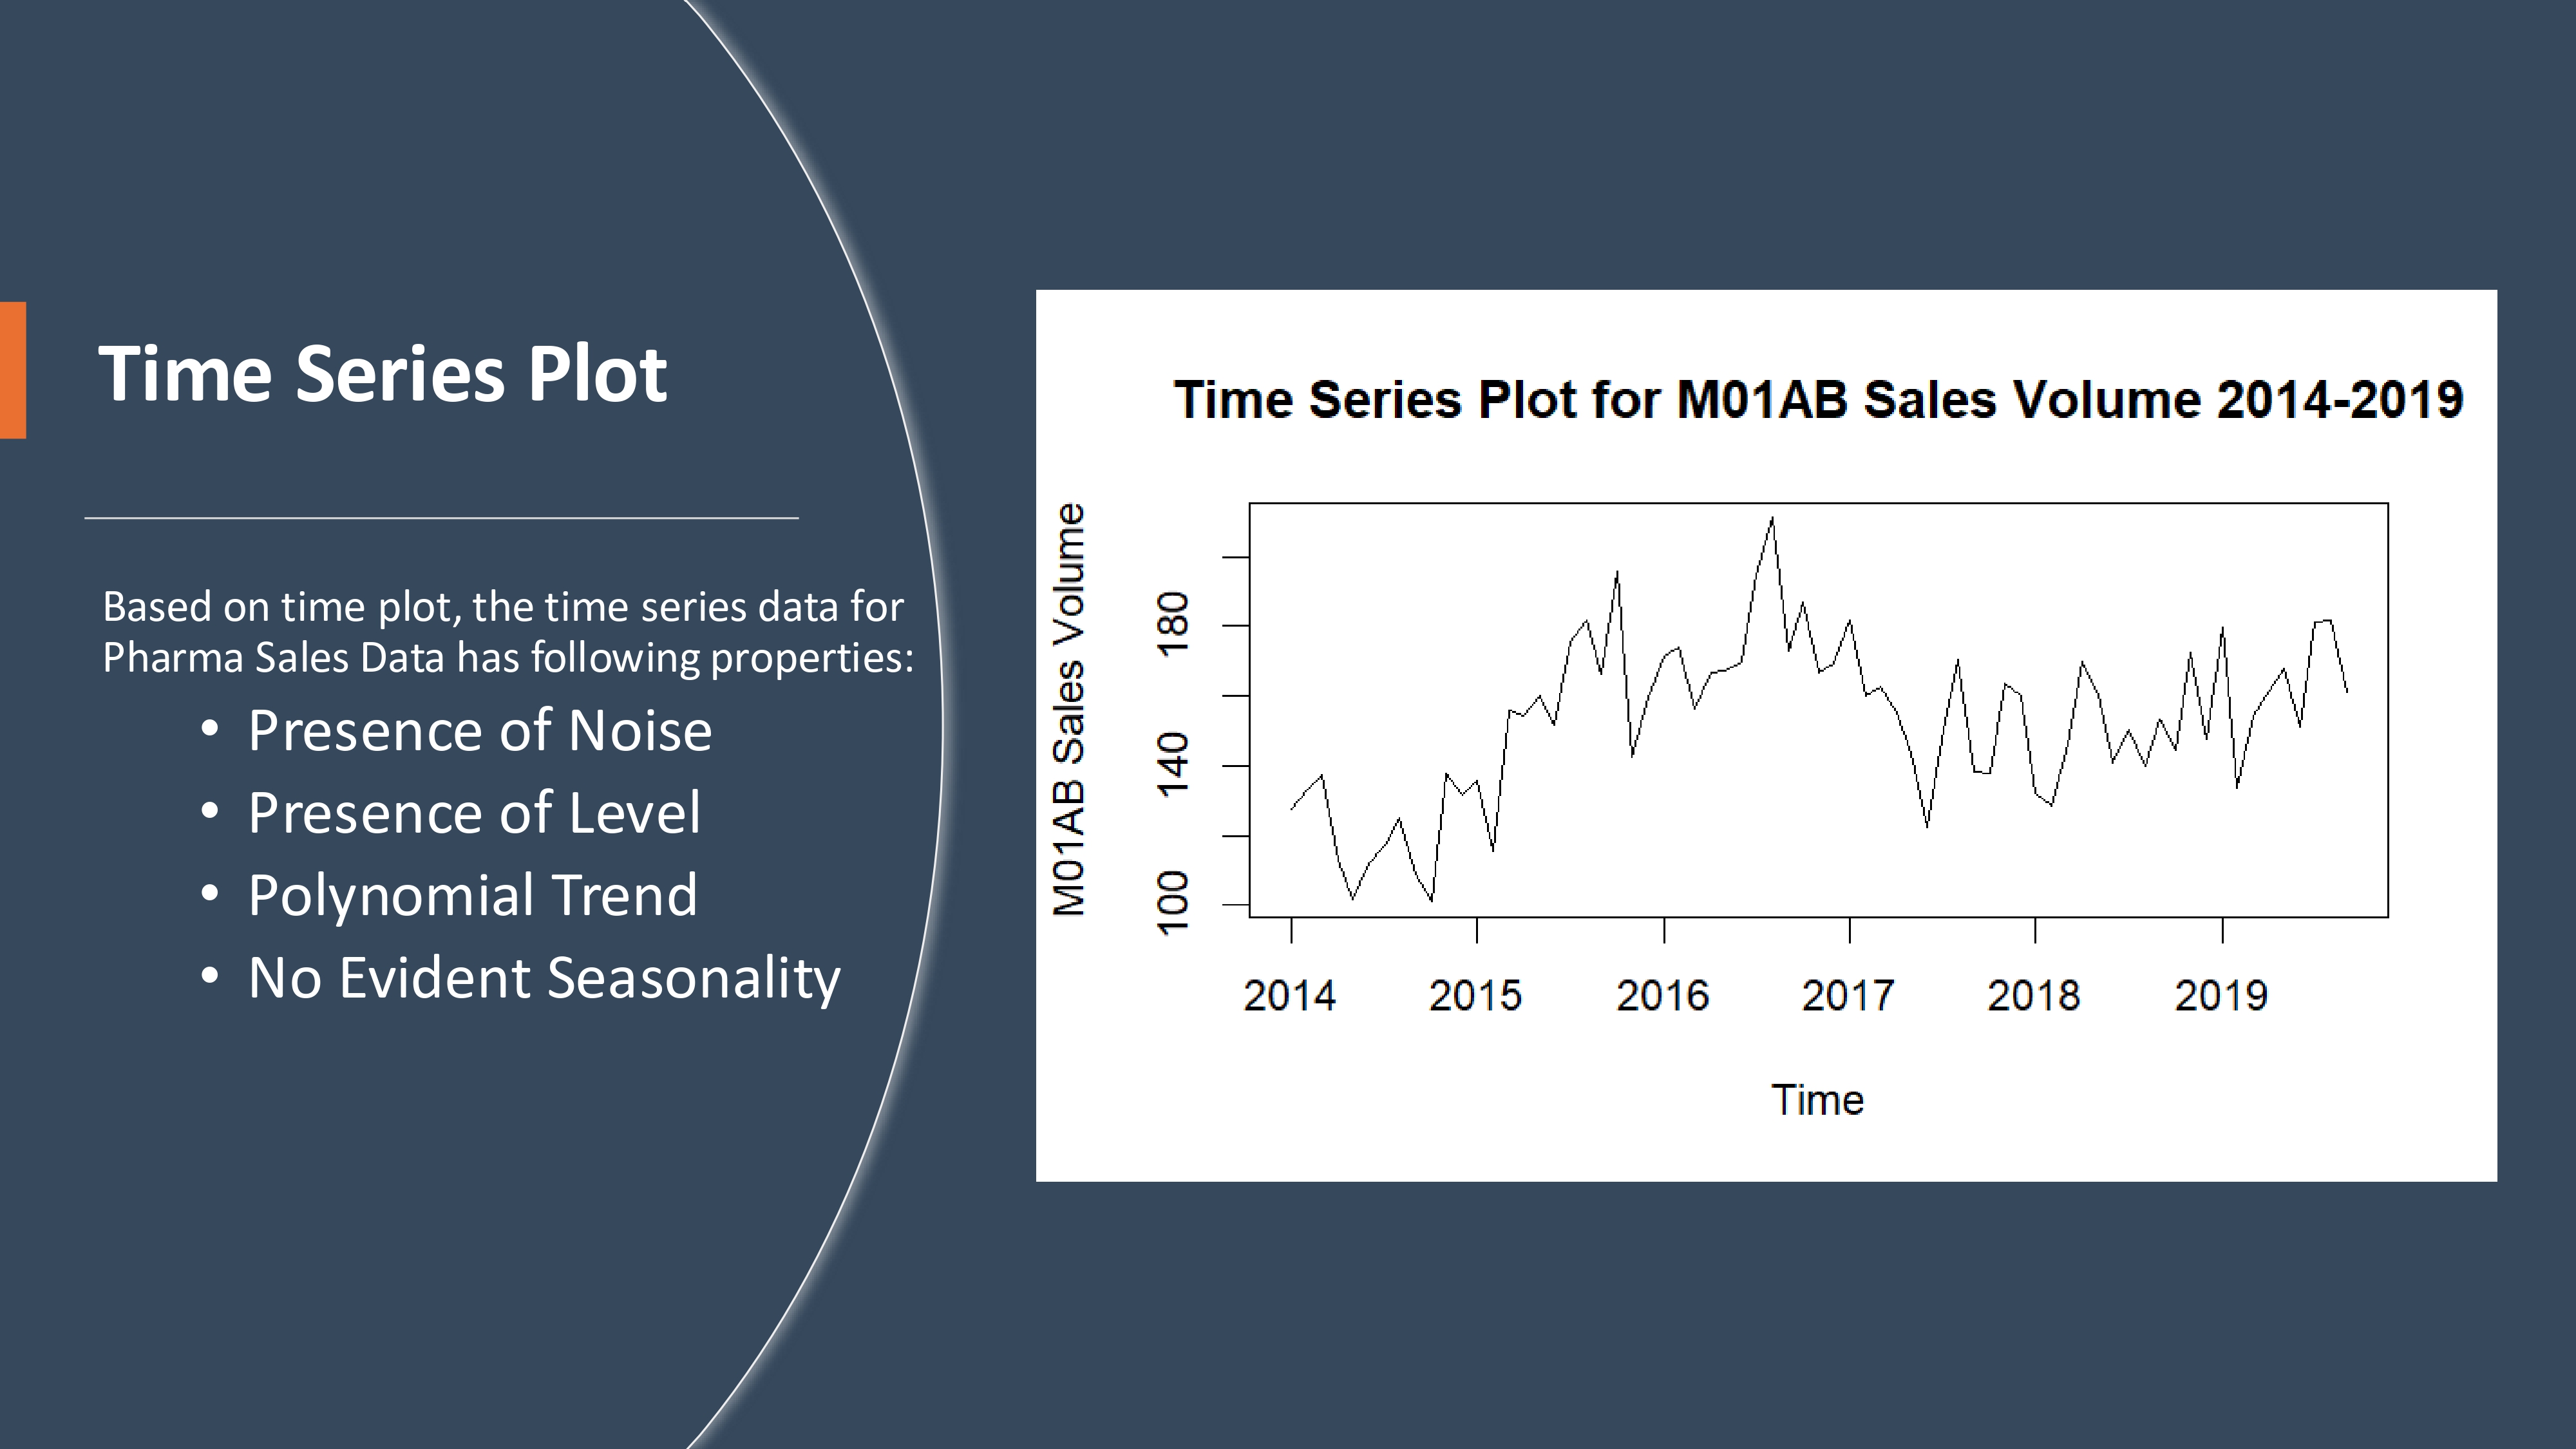 Time Series Plot
Based on time plot, the time series data for
Pharma Sales Data has following properties:
• Presence of Noise
• Presence of Level
• Polynomial Trend
• No Evident Seasonality
Time Series Plot for M01AB Sales Volume 2014-2019
M01AB Sales Volume
180
140
100
2014 2015 2016 2017 2018 2019
Time